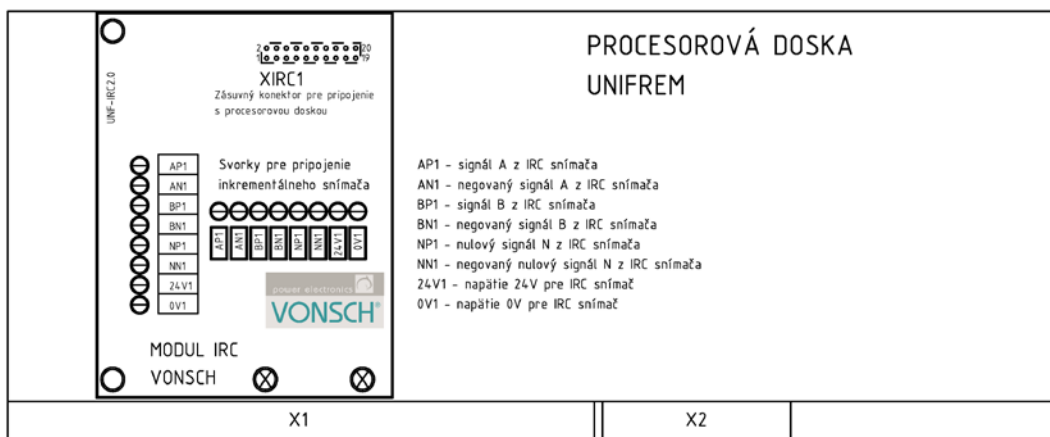 PROCESOROVÁ DOSKA
UNIFREM
UNF-IRC2.0
2 20
1 19
XIRC1
Zásuvný konektor pre pripojenie
s procesorovou doskou
Svorky pre pripojenie
inkrementálneho snímača
AP1
AN1
BP1
BN1
NP1
NN1
24V1
0V1
AP1 AN1 BP1 BN1 NP1 NN1 24V1 0V1
power electronics
VONSCH®
MODUL IRC
VONSCH
AP1 - signál A z IRC snímača
AN1 - negovaný signál A z IRC snímača
BP1 - signál B z IRC snímača
BN1 - negovaný signál B z IRC snímača
NP1 - nulový signál N z IRC snímača
NN1 - negovaný nulový signál N z IRC snímača
24V1 - napätie 24V pre IRC snímač
0V1 - napätie 0V pre IRC snímač
X1
X2